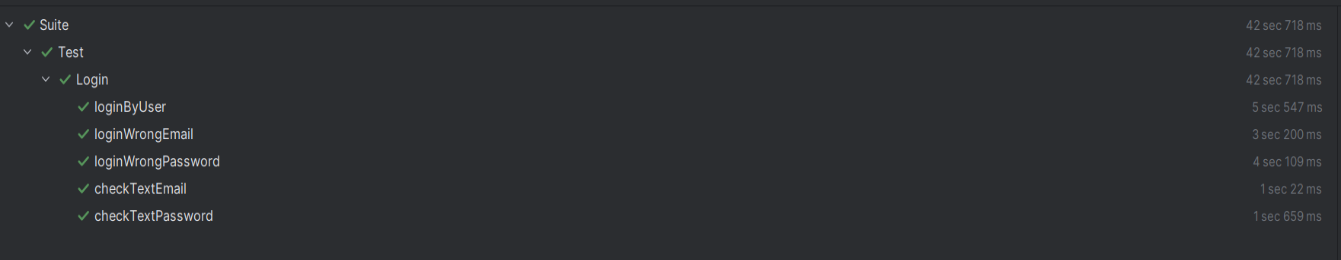 Suite 42 sec 718 ms
Test 42 sec 718 ms
Login 42 sec 718 ms
loginByUser 5 sec 547 ms
loginWrongEmail 3 sec 200 ms
loginWrongPassword 4 sec 109 ms
checkTextEmail 1 sec 22 ms
checkTextPassword 1 sec 659 ms